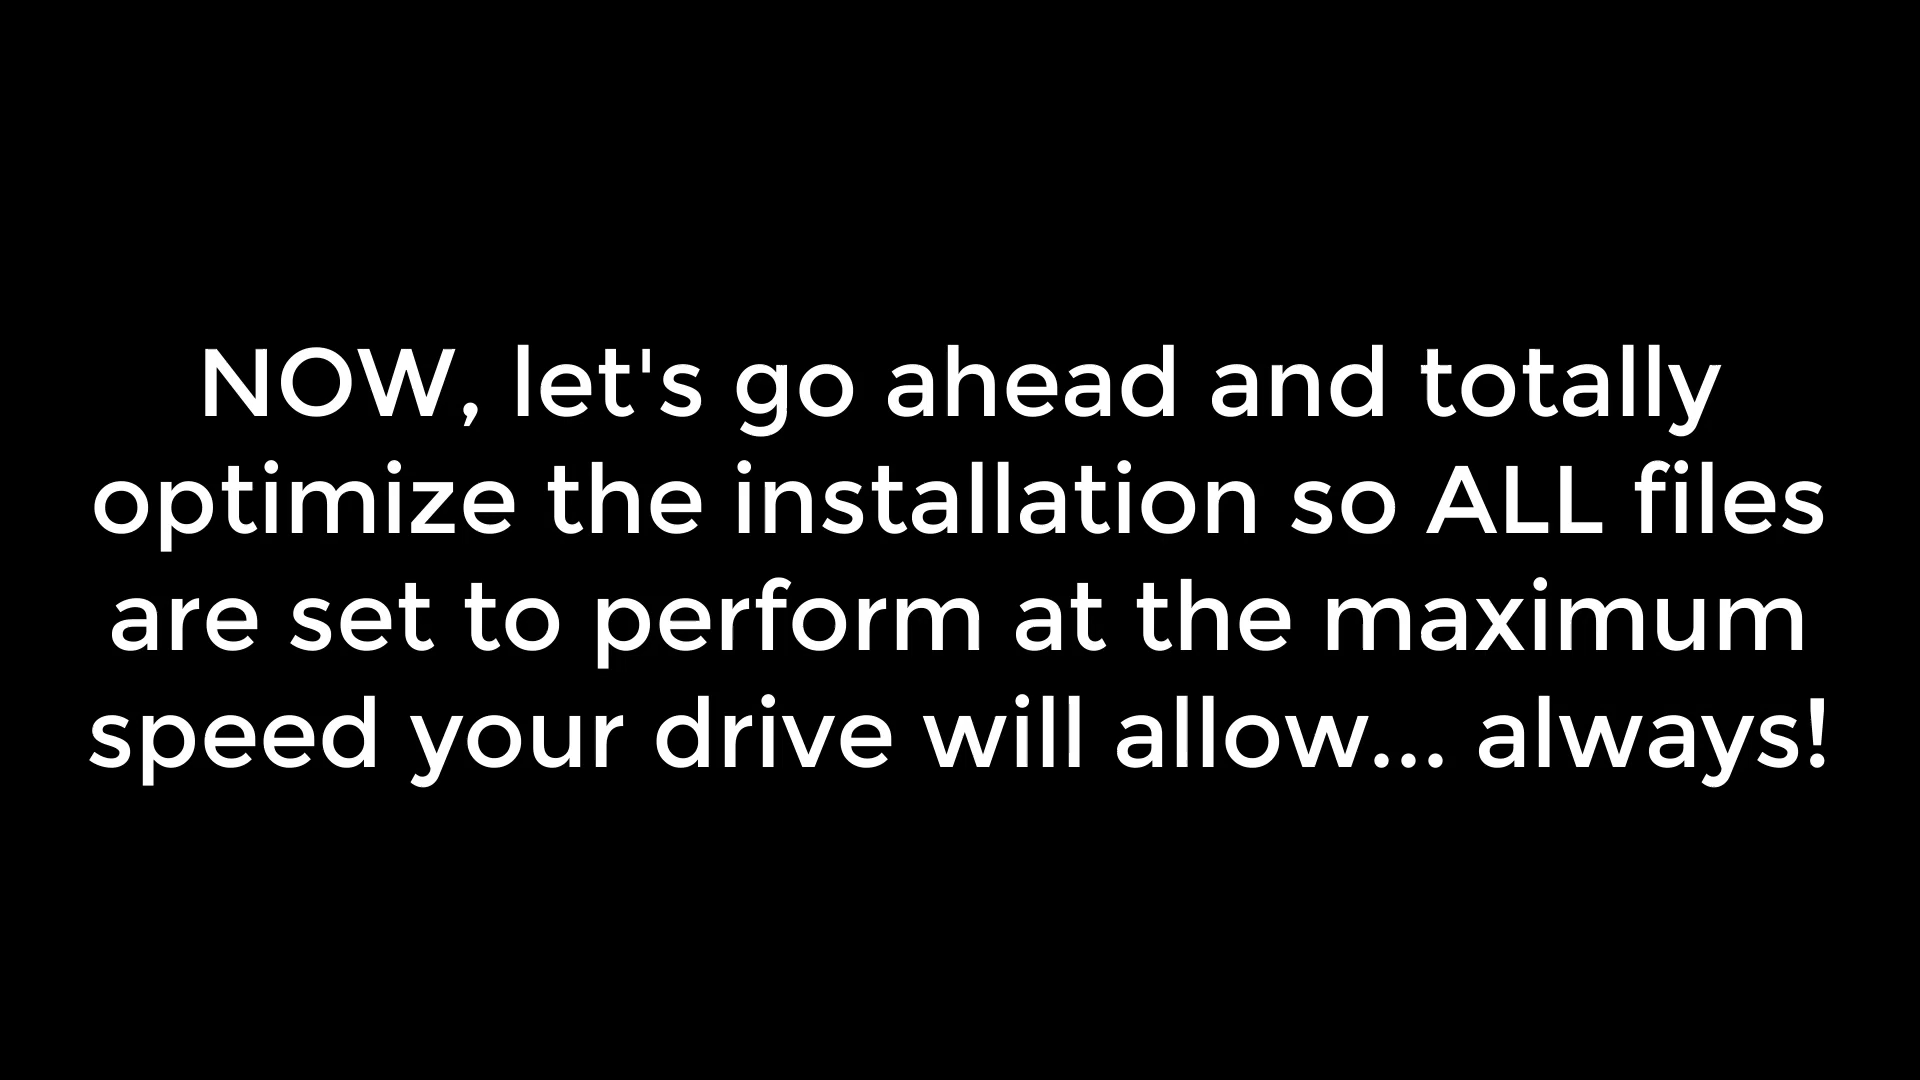 NOW, let's go ahead and totally
optimize the installation so ALL files
are set to perform at the maximum
speed your drive will allow... always!